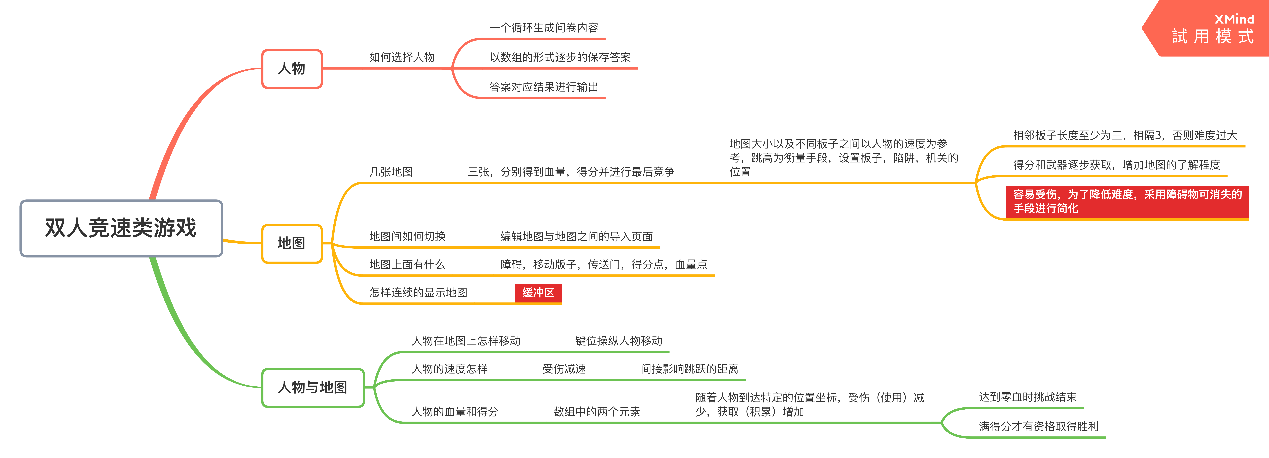 XMind
試用模式
双人竞速类游戏
人物
如何选择人物
一个循环生成问卷内容
以数组的形式逐步的保存答案
答案对应结果进行输出
地图
几张地图
三张，分别得到血量，得分并进行最后竞争
地图大小以及不同板子之间以人物的速度为参
考，跳高为衡量手段，设置板子，陷阱，机关的
位置
相邻板子长度至少为二，相隔3，否则难度过大
得分和武器逐步获取，增加地图的了解程度
容易受伤，为了降低难度，采用障碍物可消失的
手段进行简化
地图间如何切换
编辑地图与地图之间的导入页面
地图上面有什么
障碍，移动版子，传送门，得分点，血量点
怎样连续的显示地图
缓冲区
人物与地图
人物在地图上怎样移动
键位操纵人物移动
人物的速度怎样
受伤减速
间接影响跳跃的距离
人物的血量和得分
数组中的两个元素
随着人物到达特定的位置坐标，受伤（使用）减
少，获取（积累）增加
达到零血时挑战结束
满得分才有资格取得胜利